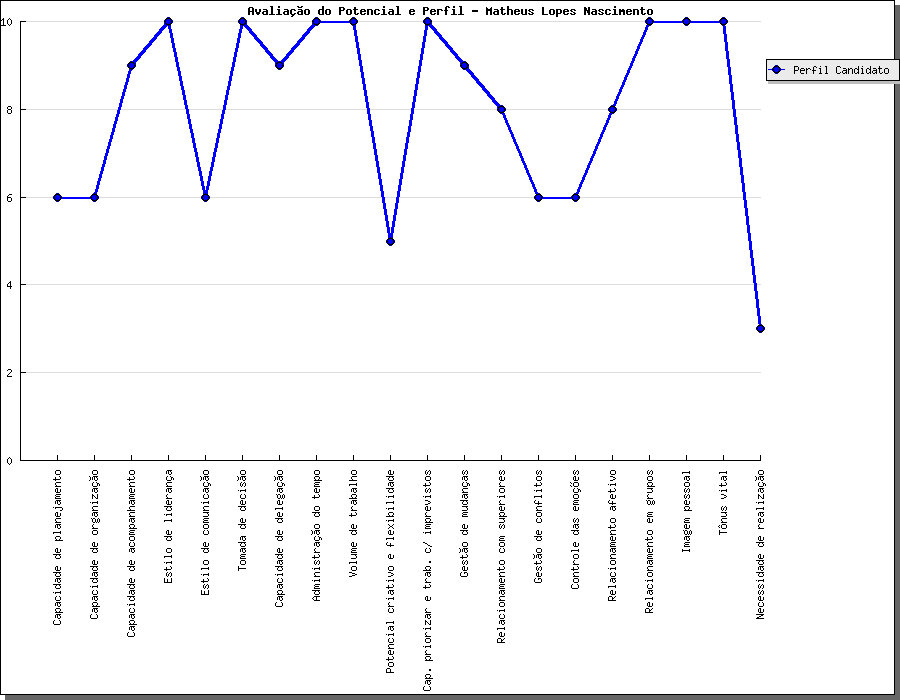 Avaliação do Potencial e Perfil - Matheus Lopes Nascimento
Perfil Candidato
10
8
6
4
2
0
Capacidade de planejamento
Capacidade de organização
Capacidade de acompanhamento
Estilo de liderança
Estilo de comunicação
Tomada de decisão
Capacidade de delegação
Administração do tempo
Volume de trabalho
Potencial criativo e flexibilidade
Cap. priorizar e trab. c/ imprevistos
Gestão de mudanças
Relacionamento com superiores
Gestão de conflitos
Controle das emoções
Relacionamento afetivo
Relacionamento em grupos
Imagem pessoal
Tônus vital
Necessidade de realização